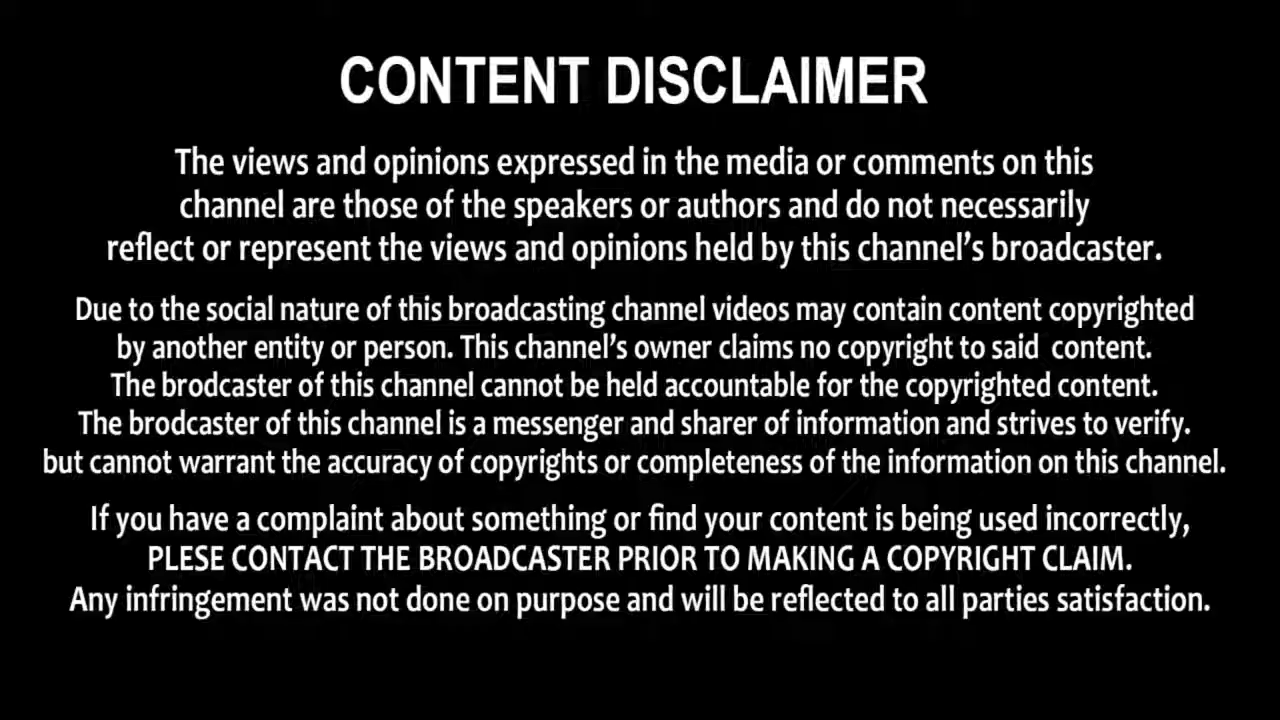 CONTENT DISCLAIMER
The views and opinions expressed in the media or comments on this
channel are those of the speakers or authors and do not necessarily
reflect or represent the views and opinions held by this channel’s broadcaster.
Due to the social nature of this broadcasting channel videos may contain content copyrighted
by another entity or person. This channel’s owner claims no copyright to said content.
The brodcaster of this channel cannot be held accountable for the copyrighted content.
The brodcaster of this channel is a messenger and sharer of information and strives to verify.
but cannot warrant the accuracy of copyrights or completeness of the information on this channel.
If you have a complaint about something or find your content is being used incorrectly,
PLESE CONTACT THE BROADCASTER PRIOR TO MAKING A COPYRIGHT CLAIM.
Any infringement was not done on purpose and will be reflected to all parties satisfaction.